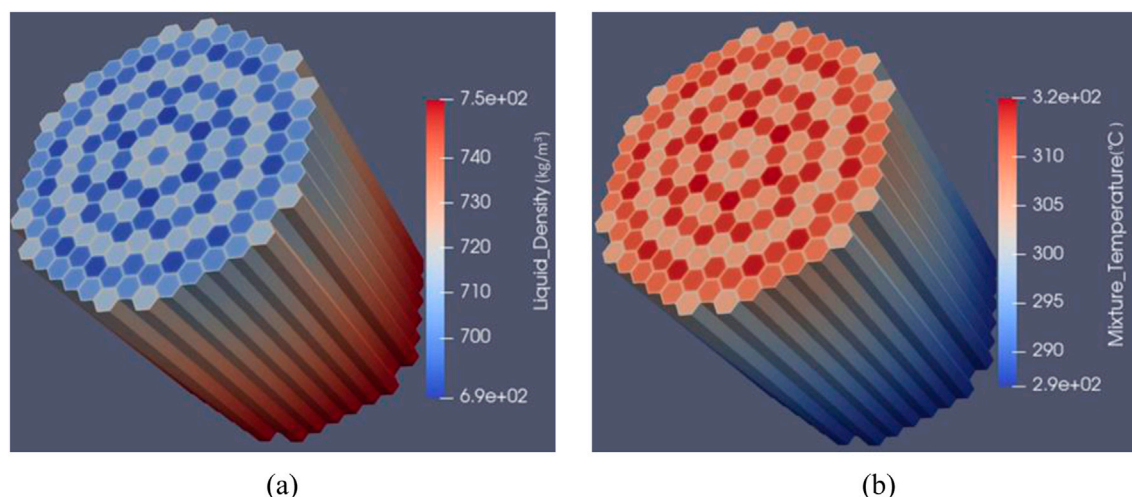 7.5e+02
740
730
720
710
700
6.9e+02
Liquid_Density (kg/m³)
3.2e+02
310
305
300
295
290
2.9e+02
Mixture_Temperature(℃)
(a)
(b)